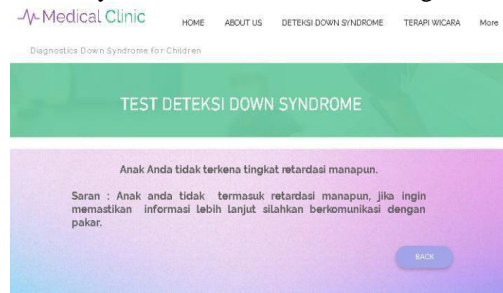 Medical Clinic
HOME ABOUT US DETEKSI DOWN SYNDROME TERAPI WICARA More
Diagnostics Down Syndrome for Children
TEST DETEKSI DOWN SYNDROME
Anak Anda tidak terkena tingkat retardasi manapun.
Saran : Anak anda tidak termasuk retardasi manapun, jika ingin
memastikan informasi lebih lanjut silahkan berkomunikasi dengan
pakar.
BACK